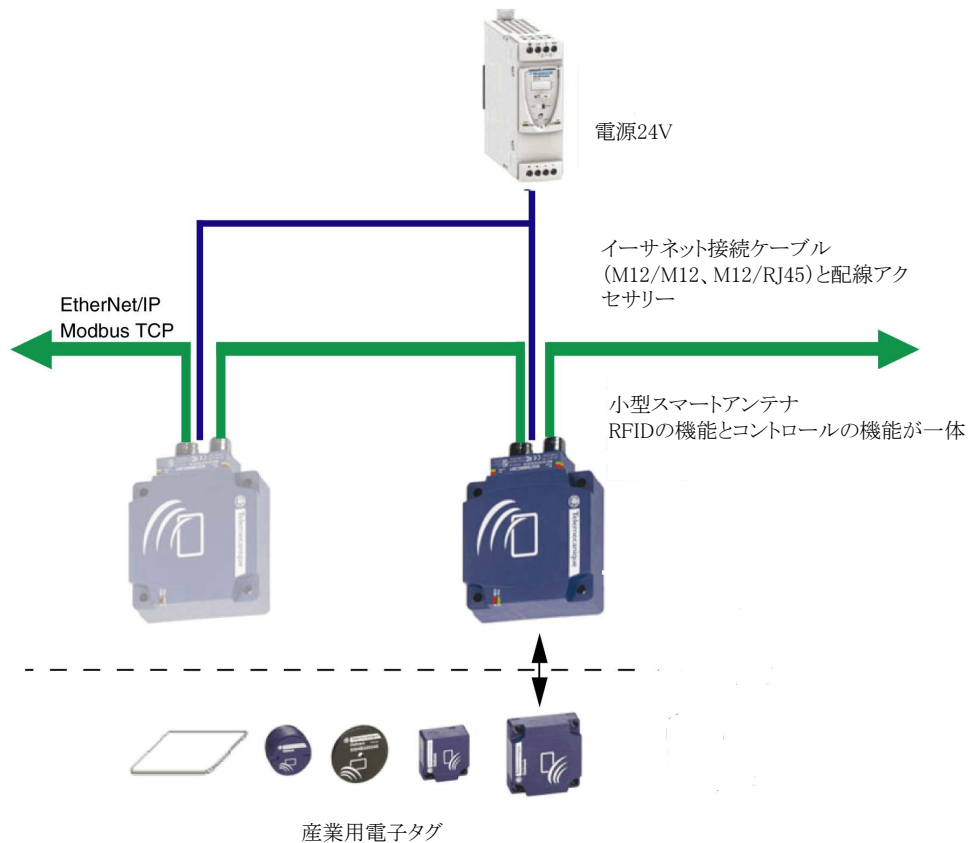 電源24V
イーサネット接続ケーブル
(M12/M12、M12/RJ45)と配線アク
セサリー
EtherNet/IP
Modbus TCP
小型スマートアンテナ
RFIDの機能とコントロールの機能が一体
Telemecanique
Telemecanique
産業用電子タグ